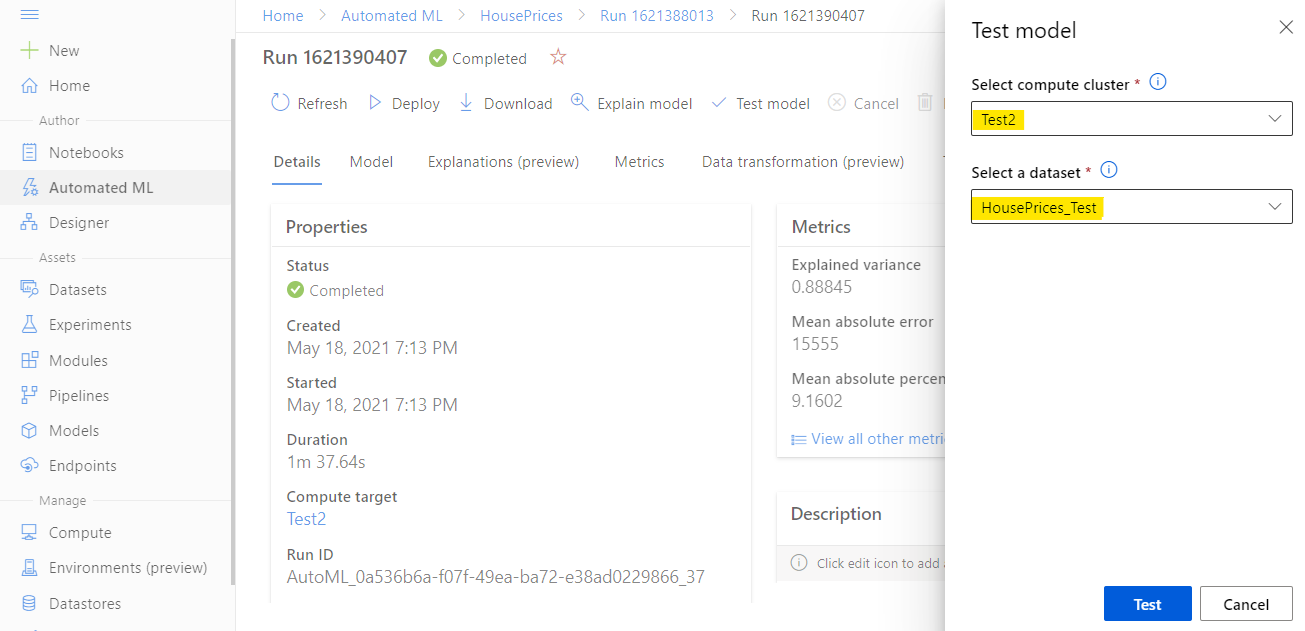 Home > Automated ML > HousePrices > Run 1621388013 > Run 1621390407
New
Home
Author
Notebooks
Automated ML
Designer
Assets
Datasets
Experiments
Modules
Pipelines
Models
Endpoints
Manage
Compute
Environments (preview)
Datastores
Run 1621390407 Completed
Refresh Deploy Download Explain model Test model Cancel
Details Model Explanations (preview) Metrics Data transformation (preview)
Properties
Status
Completed
Created
May 18, 2021 7:13 PM
Started
May 18, 2021 7:13 PM
Duration
1m 37.64s
Compute target
Test2
Run ID
AutoML_0a536b6a-f07f-49ea-ba72-e38ad0229866_37
Metrics
Explained variance
0.88845
Mean absolute error
15555
Mean absolute percen
9.1602
View all other metri
Description
Click edit icon to add
Test model
Select compute cluster *
Test2
Select a dataset *
HousePrices_Test
Test Cancel